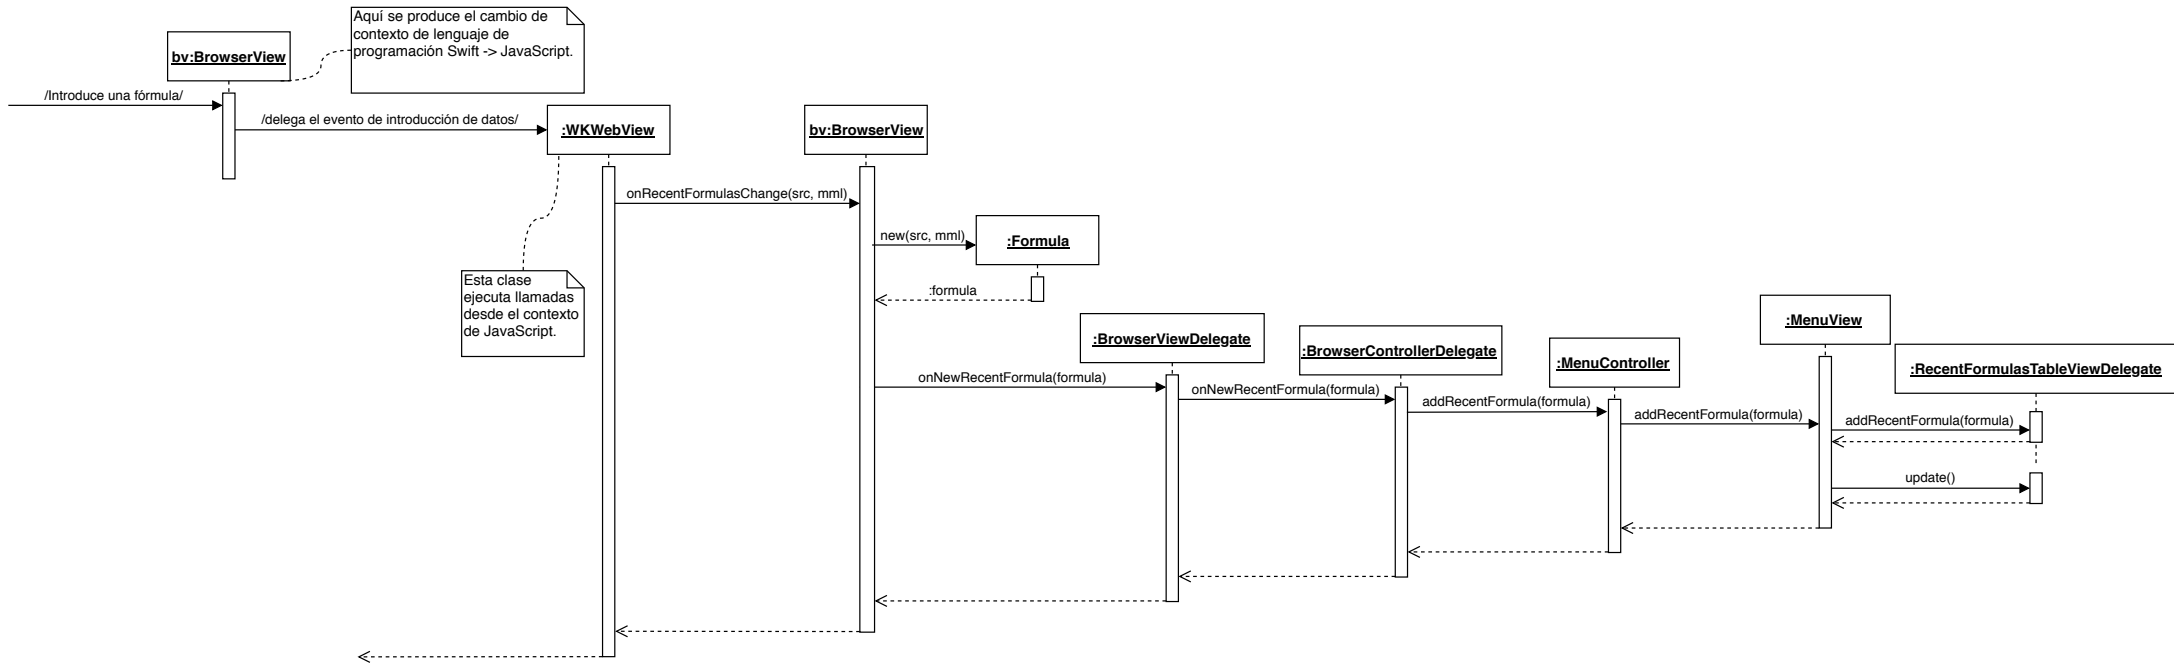 Aquí se produce el cambio de
contexto de lenguaje de
programación Swift -> JavaScript.
bv:BrowserView
/Introduce una fórmula/
/delega el evento de introducción de datos/
:WKWebView
bv:BrowserView
onRecentFormulasChange(src, mml)
new(src, mml)
:Formula
:formula
Esta clase
ejecuta llamadas
desde el contexto
de JavaScript.
:BrowserViewDelegate
:BrowserControllerDelegate
:MenuController
:MenuView
:RecentFormulasTableViewDelegate
onNewRecentFormula(formula)
onNewRecentFormula(formula)
addRecentFormula(formula)
addRecentFormula(formula)
addRecentFormula(formula)
update()